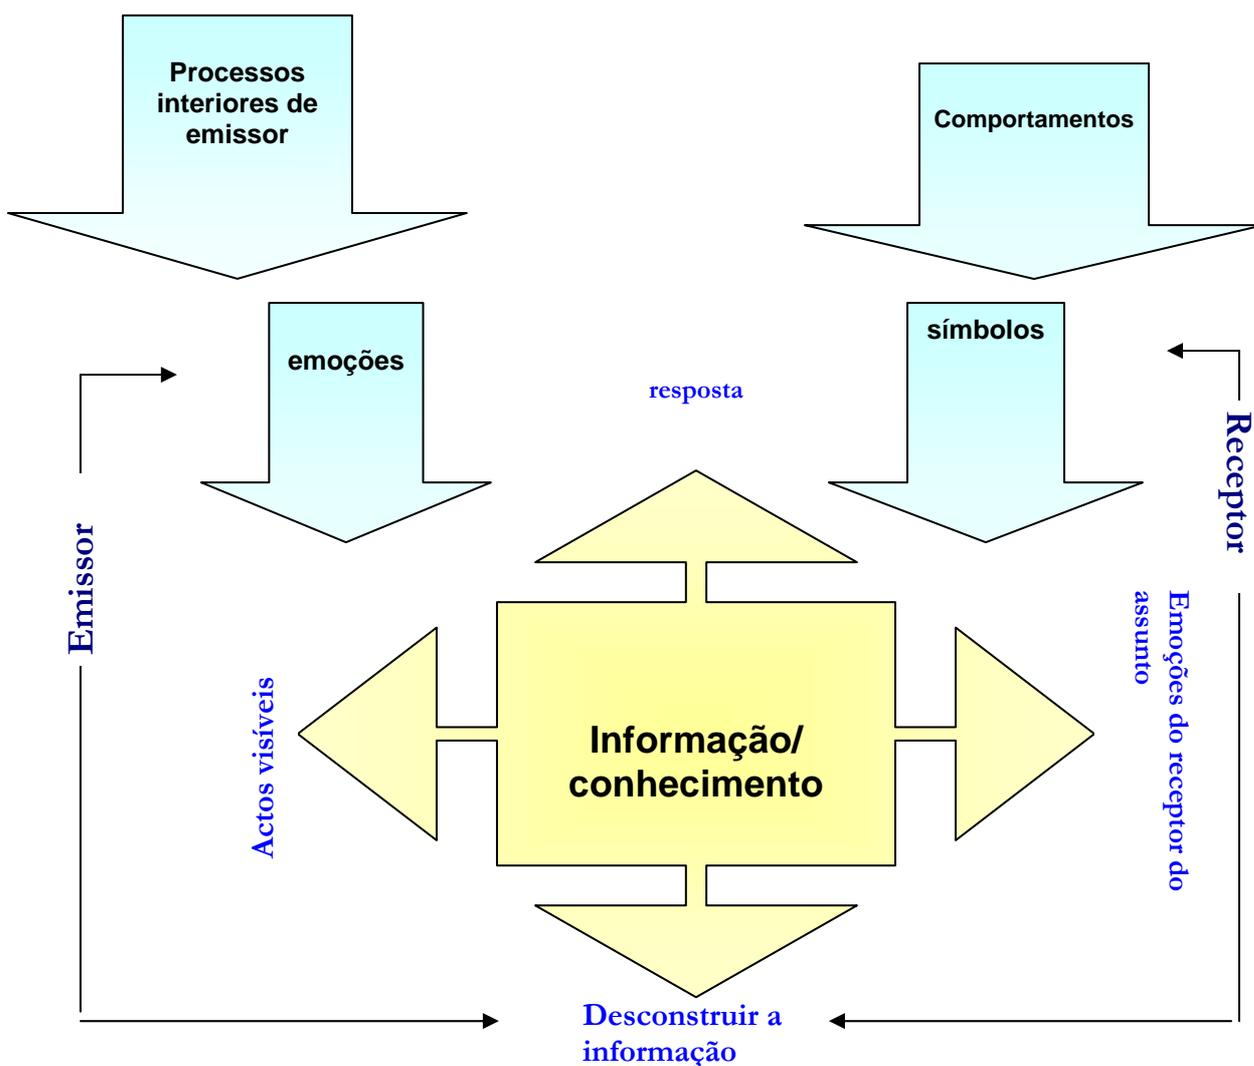 Processos
interiores de
emissor
Comportamentos
emoções
símbolos
resposta
Emissor
Receptor
Actos visíveis
Informação/
conhecimento
Emoções do receptor do
assunto
Desconstruir a
informação